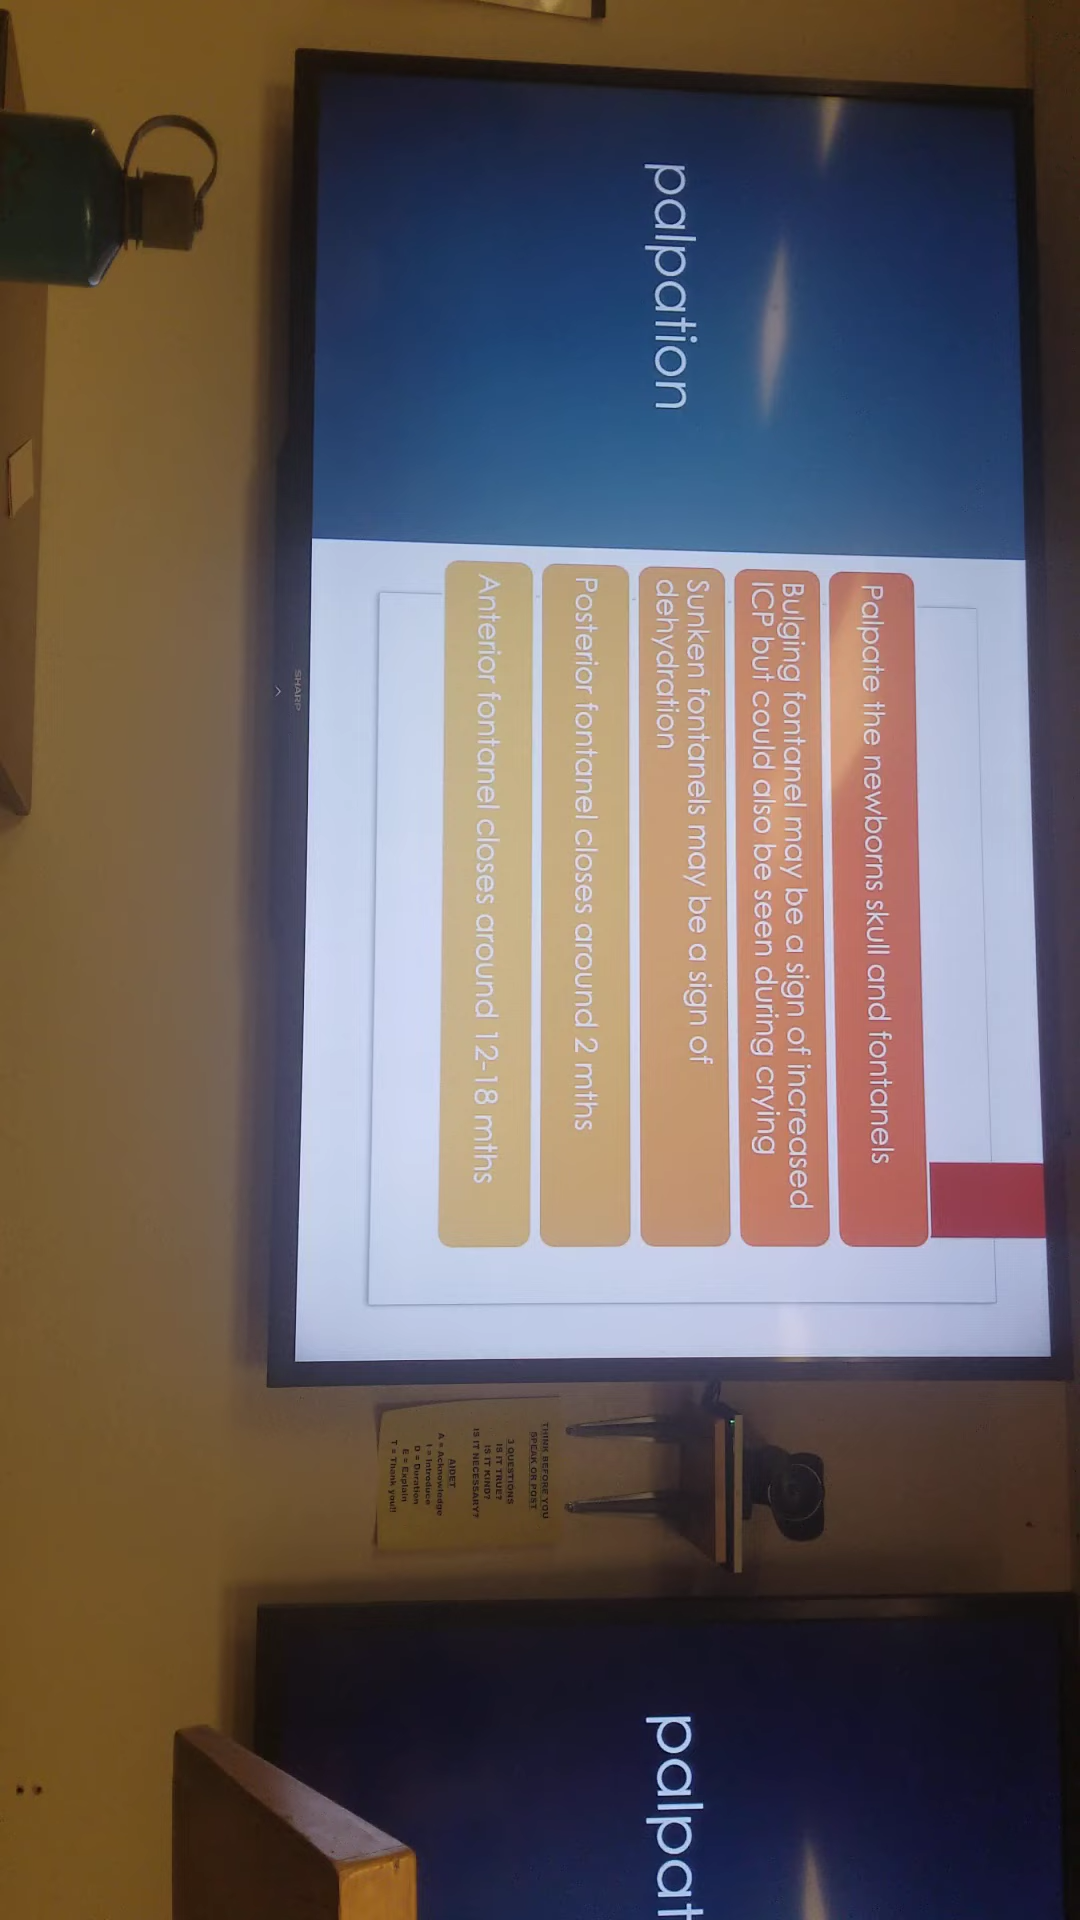 palpation
Palpate the newborns skull and fontanels
Bulging fontanel may be a sign of increased
ICP but could also be seen during crying
Sunken fontanels may be a sign of
dehydration
Posterior fontanel closes around 2 mths
Anterior fontanel closes around 12-18 mths
SHARP
THINK BEFORE YOU
SPEAK OR POST
3 QUESTIONS
IS IT TRUE?
IS IT KIND?
IS IT NECESSARY?
AIDET
A = Acknowledge
I = Introduce
D = Duration
E = Explain
T = Thank you!!
palpat